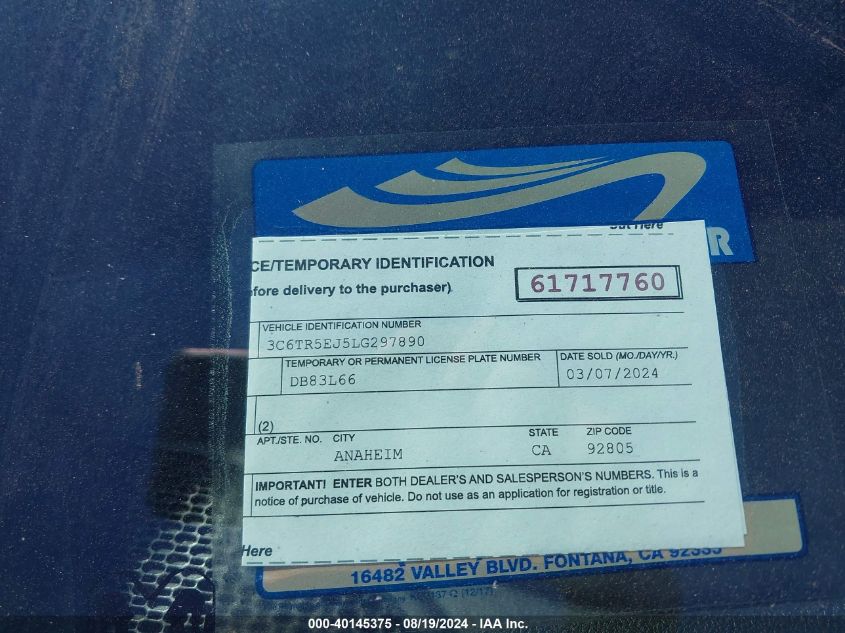 Cut Here
R
CE/TEMPORARY IDENTIFICATION
fore delivery to the purchaser)
61717760
VEHICLE IDENTIFICATION NUMBER
3C6TR5EJ5LG297890
TEMPORARY OR PERMANENT LICENSE PLATE NUMBER
DATE SOLD (MO./DAY/YR.)
DB83L66
03/07/2024
(2)
APT./STE. NO. CITY STATE ZIP CODE
ANAHEIM CA 92805
IMPORTANT! ENTER BOTH DEALER'S AND SALESPERSON'S NUMBERS. This is a
notice of purchase of vehicle. Do not use as an application for registration or title.
Here
16482 VALLEY BLVD. FONTANA, CA 92335
(12/17)
000-40145375 - 08/19/2024 - IAA Inc.